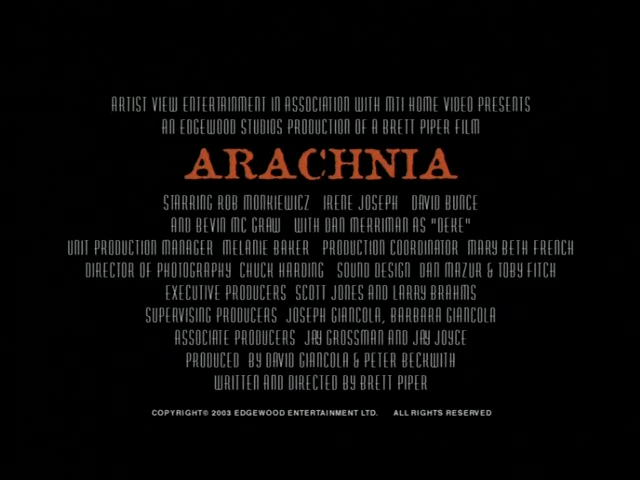 ARTIST VIEW ENTERTAINMENT IN ASSOCIATION WITH MTI HOME VIDEO PRESENTS
AN EDGEWOOD STUDIOS PRODUCTION OF A BRETT PIPER FILM
ARACHNIA
STARRING ROB MONKIEWICZ IRENE JOSEPH DAVID BUNCE
AND BEVIN MC GRAW WITH DAN MERRIMAN AS "DEKE"
UNIT PRODUCTION MANAGER MELANIE BAKER PRODUCTION COORDINATOR MARY BETH FRENCH
DIRECTOR OF PHOTOGRAPHY CHUCK HARDING SOUND DESIGN DAN MAZUR & TOBY FITCH
EXECUTIVE PRODUCERS SCOTT JONES AND LARRY BRAHMS
SUPERVISING PRODUCERS JOSEPH GIANCOLA, BARBARA GIANCOLA
ASSOCIATE PRODUCERS JAY GROSSMAN AND JAY JOYCE
PRODUCED BY DAVID GIANCOLA & PETER BECKWITH
WRITTEN AND DIRECTED BY BRETT PIPER
COPYRIGHT© 2003 EDGEWOOD ENTERTAINMENT LTD. ALL RIGHTS RESERVED